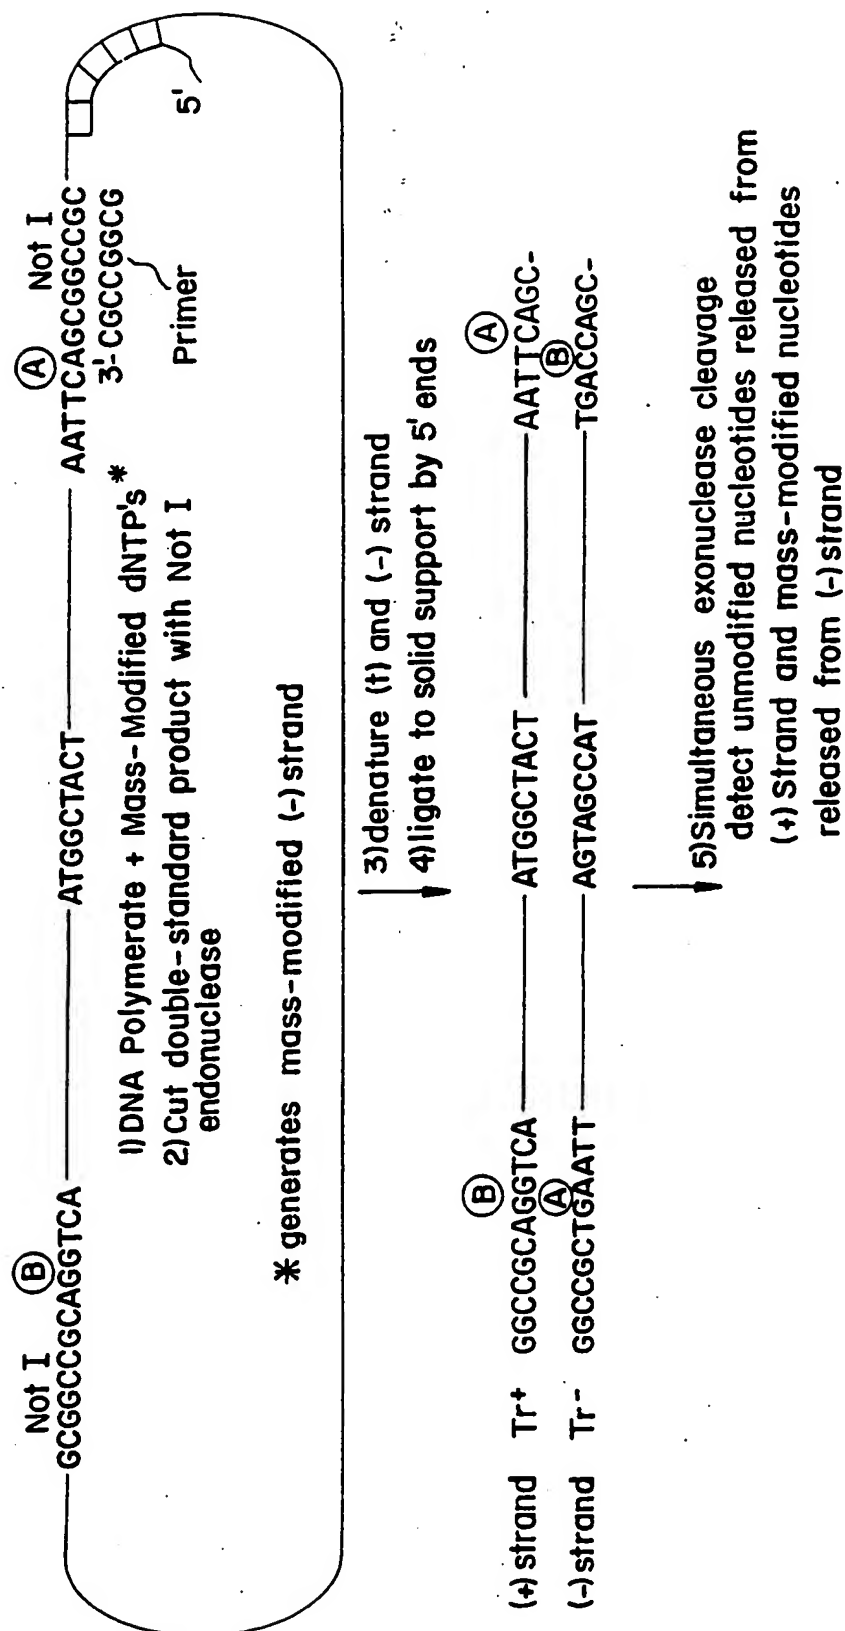 Not I Ⓑ
GCGGCCGCAGGTCA
ATGGCTACT
Ⓐ Not I
AATTCAGCGGCCGC
3'-CGCCGGCG
Primer
5'
1)DNA Polymerate + Mass-Modified dNTP's*
2)Cut double-standard product with Not I
endonuclease
*generates mass-modified (-)strand
3)denature (t) and (-) strand
4)ligate to solid support by 5' ends
Ⓑ Ⓐ
(+)strand Tr+ GGCCGCAGGTCA ATGGCTACT AATTCAGC-
Ⓐ Ⓑ
(-)strand Tr- GGCCGCTGAATT AGTAGCCAT TGACCAGC-
5)Simultaneous exonuclease cleavage
detect unmodified nucleotides released from
(+)Strand and mass-modified nucleotides
released from (-)strand